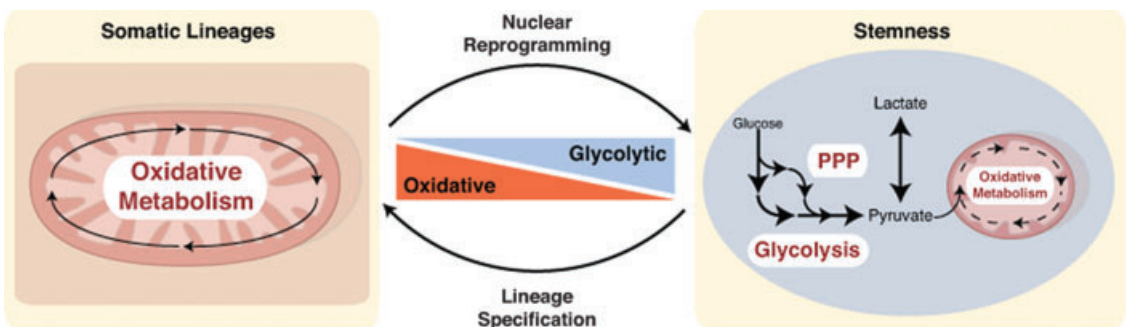 Somatic Lineages
Oxidative
Metabolism
Nuclear
Reprogramming
Glycolytic
Oxidative
Lineage
Specification
Stemness
Lactate
Glucose
PPP
Oxidative
Metabolism
Pyruvate
Glycolysis